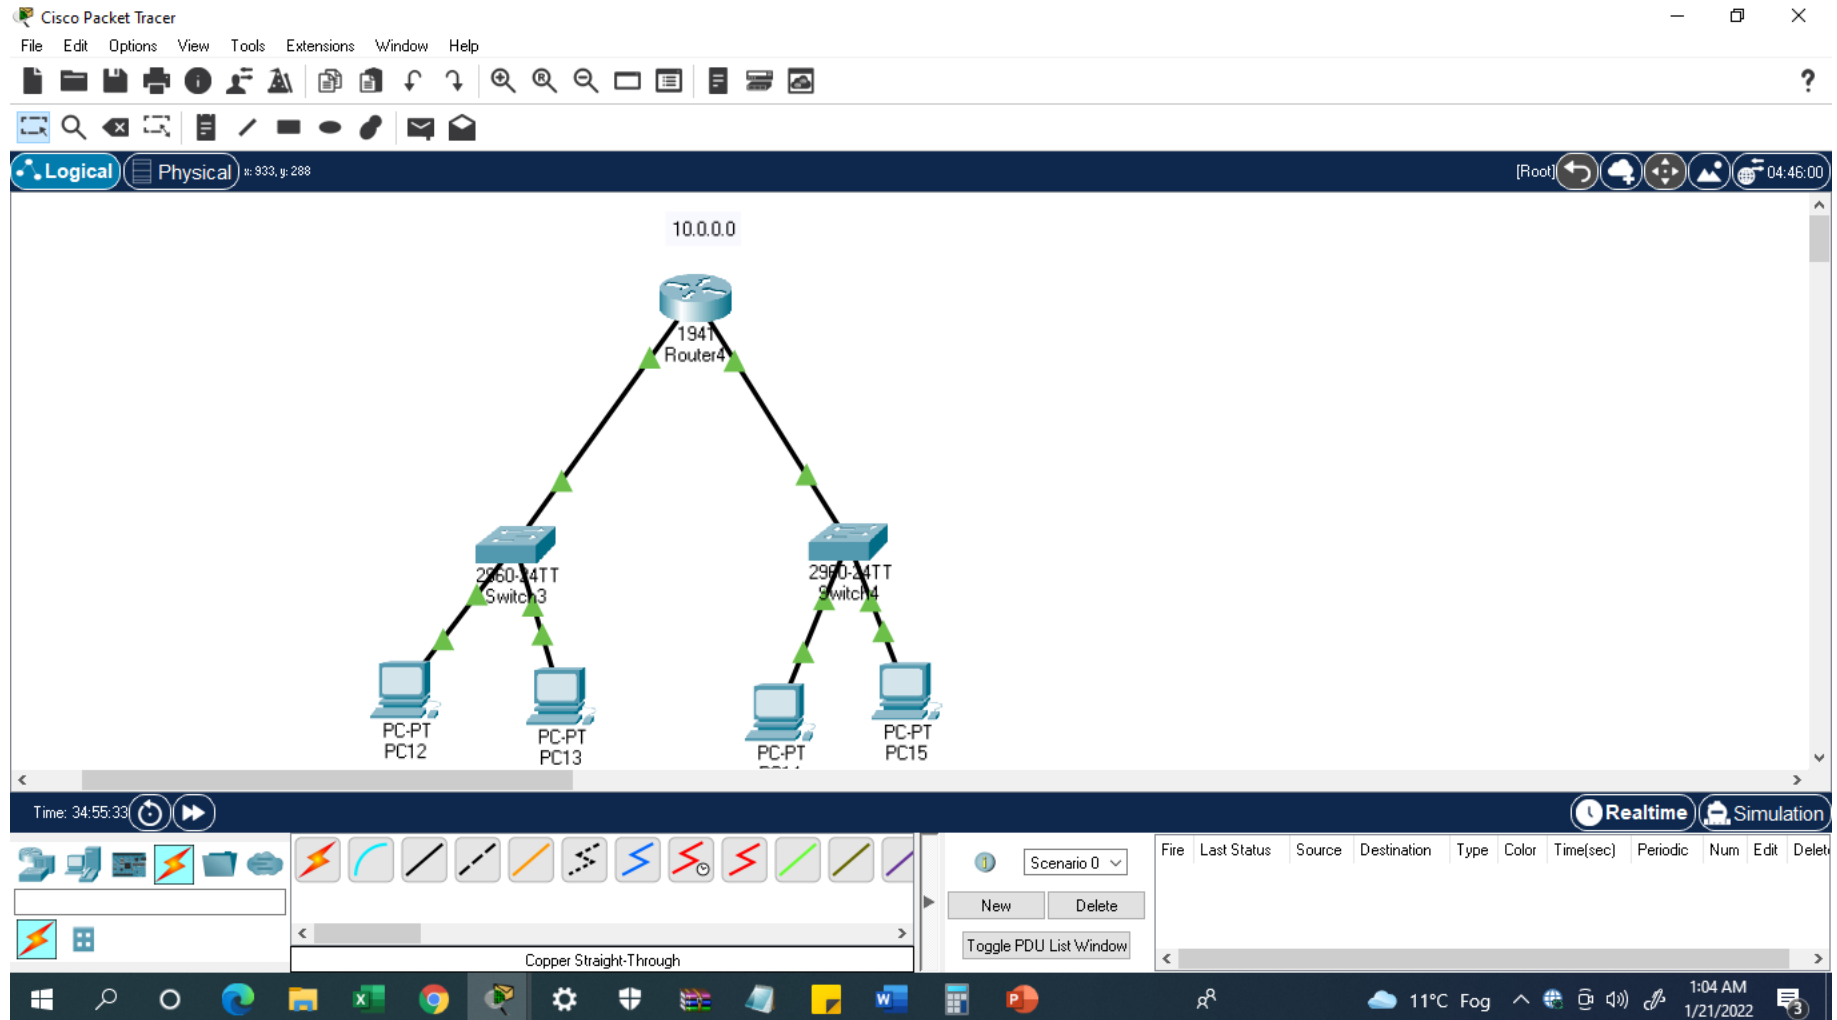 Cisco Packet Tracer
File Edit Options View Tools Extensions Window Help
?
Logical Physical x: 933, y: 288 [Root] 04:46:00
10.0.0.0
1941
Router4
2960-24TT
Switch3
2960-24TT
Switch4
PC-PT
PC12
PC-PT
PC13
PC-PT
PC-PT
PC15
Time: 34:55:33 Realtime Simulation
Scenario 0
New Delete
Toggle PDU List Window
Fire Last Status Source Destination Type Color Time(sec) Periodic Num Edit Delet
Copper Straight-Through
11°C Fog
1:04 AM
1/21/2022
3